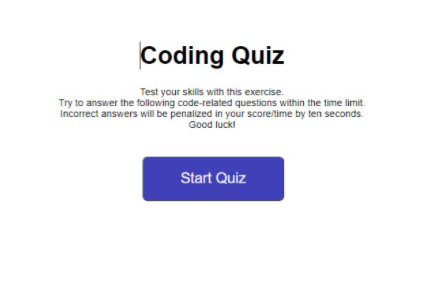 Coding Quiz
Test your skills with this exercise.
Try to answer the following code-related questions within the time limit.
Incorrect answers will be penalized in your score/time by ten seconds.
Good luck!
Start Quiz